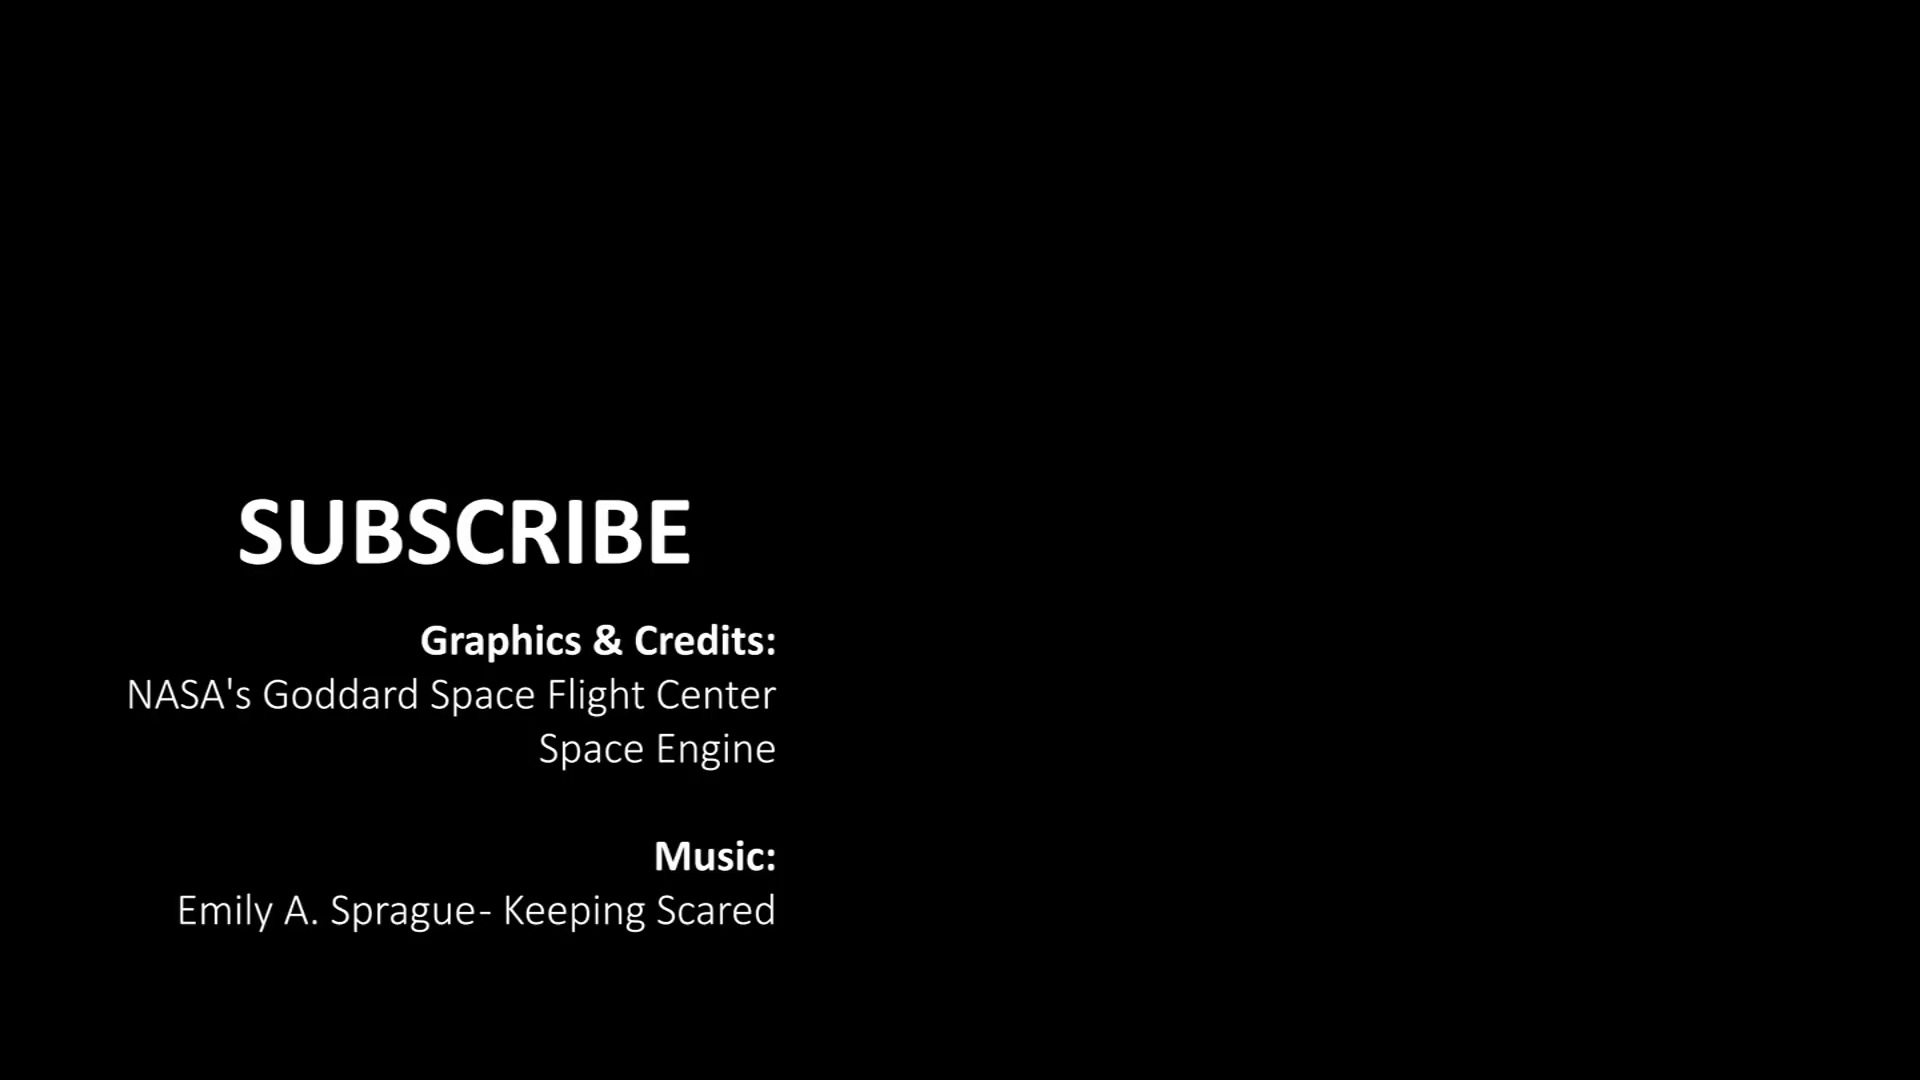 SUBSCRIBE
Graphics & Credits:
NASA's Goddard Space Flight Center
Space Engine
Music:
Emily A. Sprague- Keeping Scared